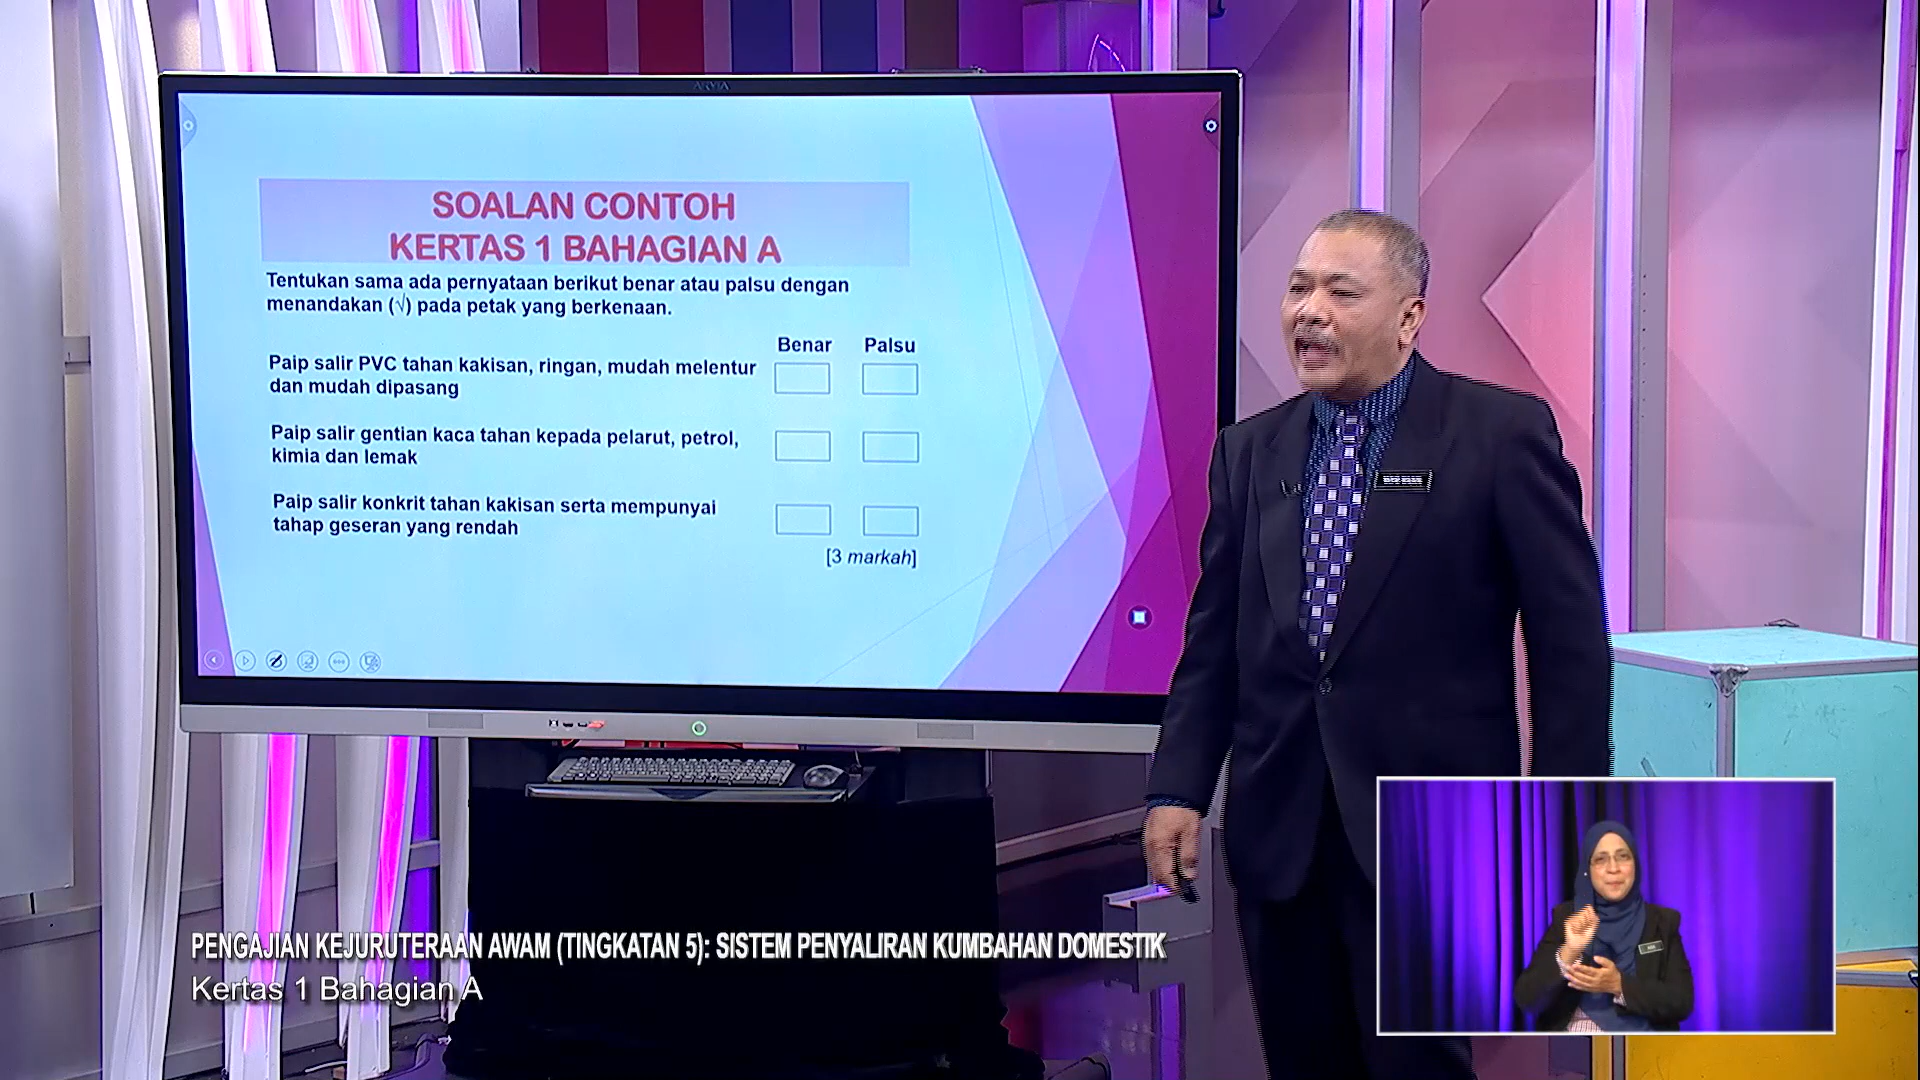 SOALAN CONTOH
KERTAS 1 BAHAGIAN A
Tentukan sama ada pernyataan berikut benar atau palsu dengan
menandakan (√) pada petak yang berkenaan.
Benar Palsu
Paip salir PVC tahan kakisan, ringan, mudah melentur
dan mudah dipasang
Paip salir gentian kaca tahan kepada pelarut, petrol,
kimia dan lemak
Paip salir konkrit tahan kakisan serta mempunyai
tahap geseran yang rendah
[3 markah]
PENGAJIAN KEJURUTERAAN AWAM (TINGKATAN 5): SISTEM PENYALIRAN KUMBAHAN DOMESTIK
Kertas 1 Bahagian A